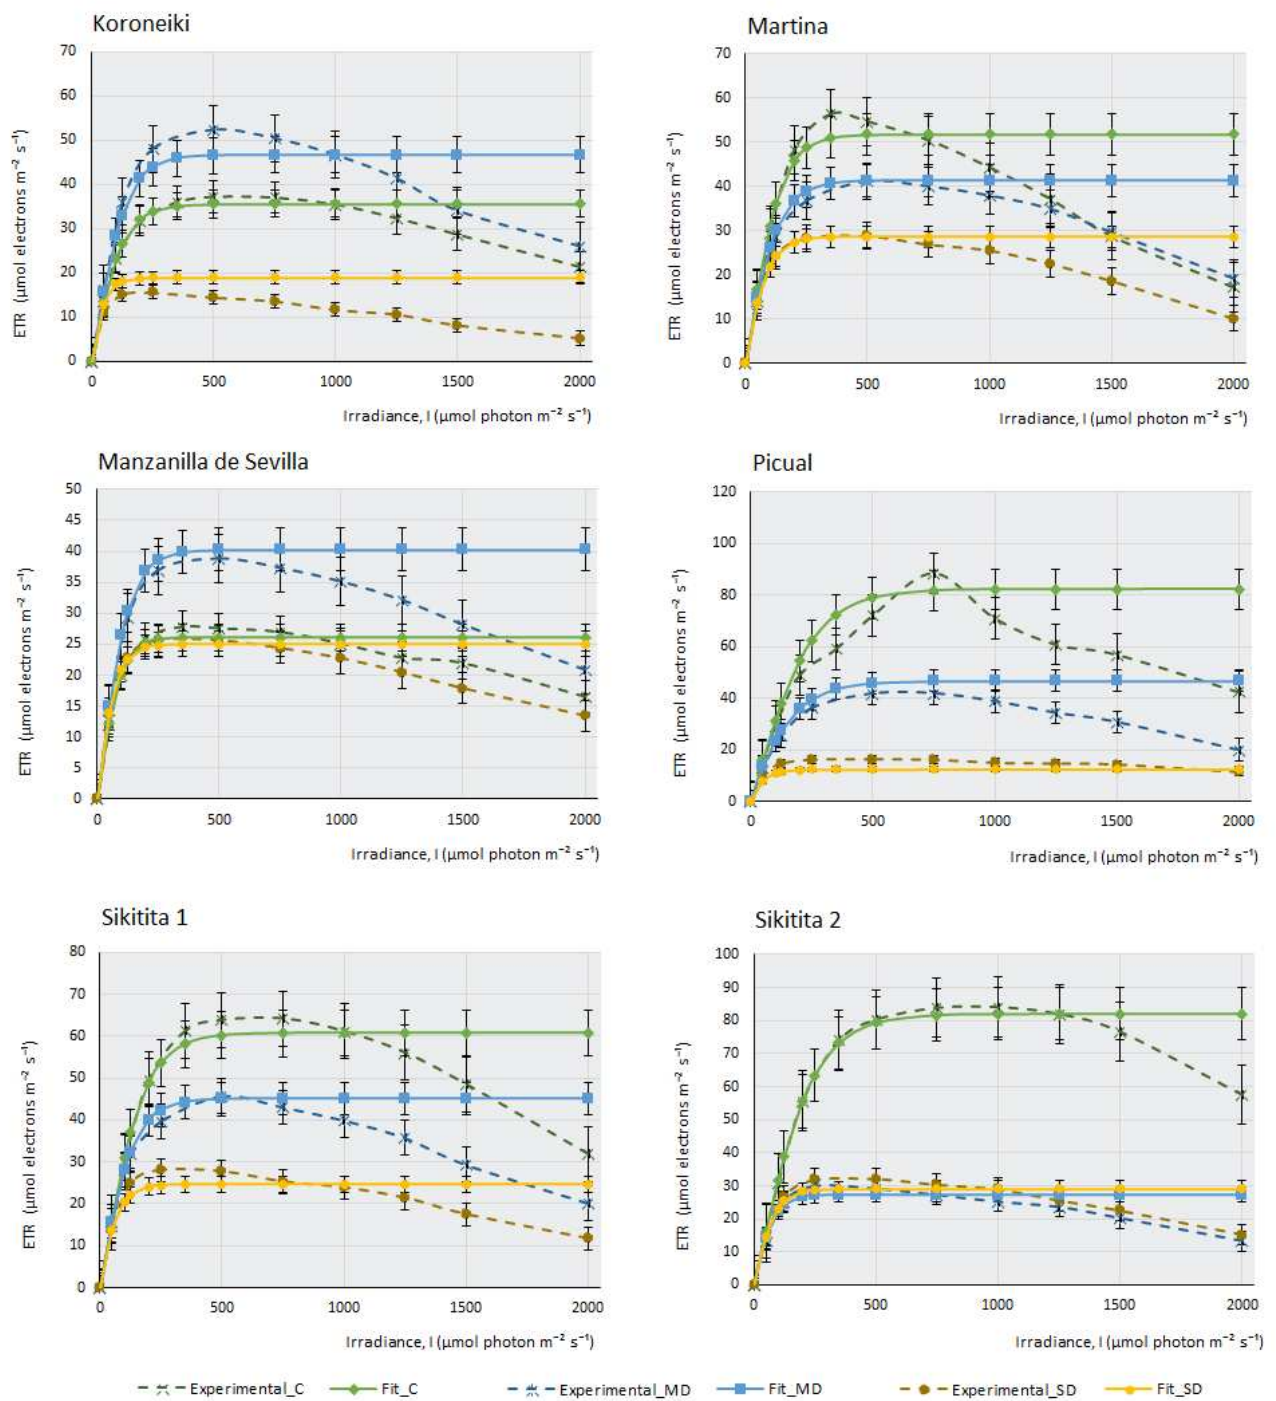 Koroneiki
70
60
50
40
30
20
10
0
ETR (μmol electrons m⁻² s⁻¹)
0 500 1000 1500 2000
Irradiance, I (μmol photon m⁻² s⁻¹)
Martina
70
60
50
40
30
20
10
0
ETR (μmol electrons m⁻² s⁻¹)
0 500 1000 1500 2000
Irradiance, I (μmol photon m⁻² s⁻¹)
Manzanilla de Sevilla
50
45
40
35
30
25
20
15
10
5
0
ETR (μmol electrons m⁻² s⁻¹)
0 500 1000 1500 2000
Irradiance, I (μmol photon m⁻² s⁻¹)
Picual
120
100
80
60
40
20
0
ETR (μmol electrons m⁻² s⁻¹)
0 500 1000 1500 2000
Irradiance, I (μmol photon m⁻² s⁻¹)
Sikitita 1
80
70
60
50
40
30
20
10
0
ETR (μmol electrons m⁻² s⁻¹)
0 500 1000 1500 2000
Irradiance, I (μmol photon m⁻² s⁻¹)
Sikitita 2
100
90
80
70
60
50
40
30
20
10
0
ETR (μmol electrons m⁻² s⁻¹)
0 500 1000 1500 2000
Irradiance, I (μmol photon m⁻² s⁻¹)
Experimental_C Fit_C Experimental_MD Fit_MD Experimental_SD Fit_SD